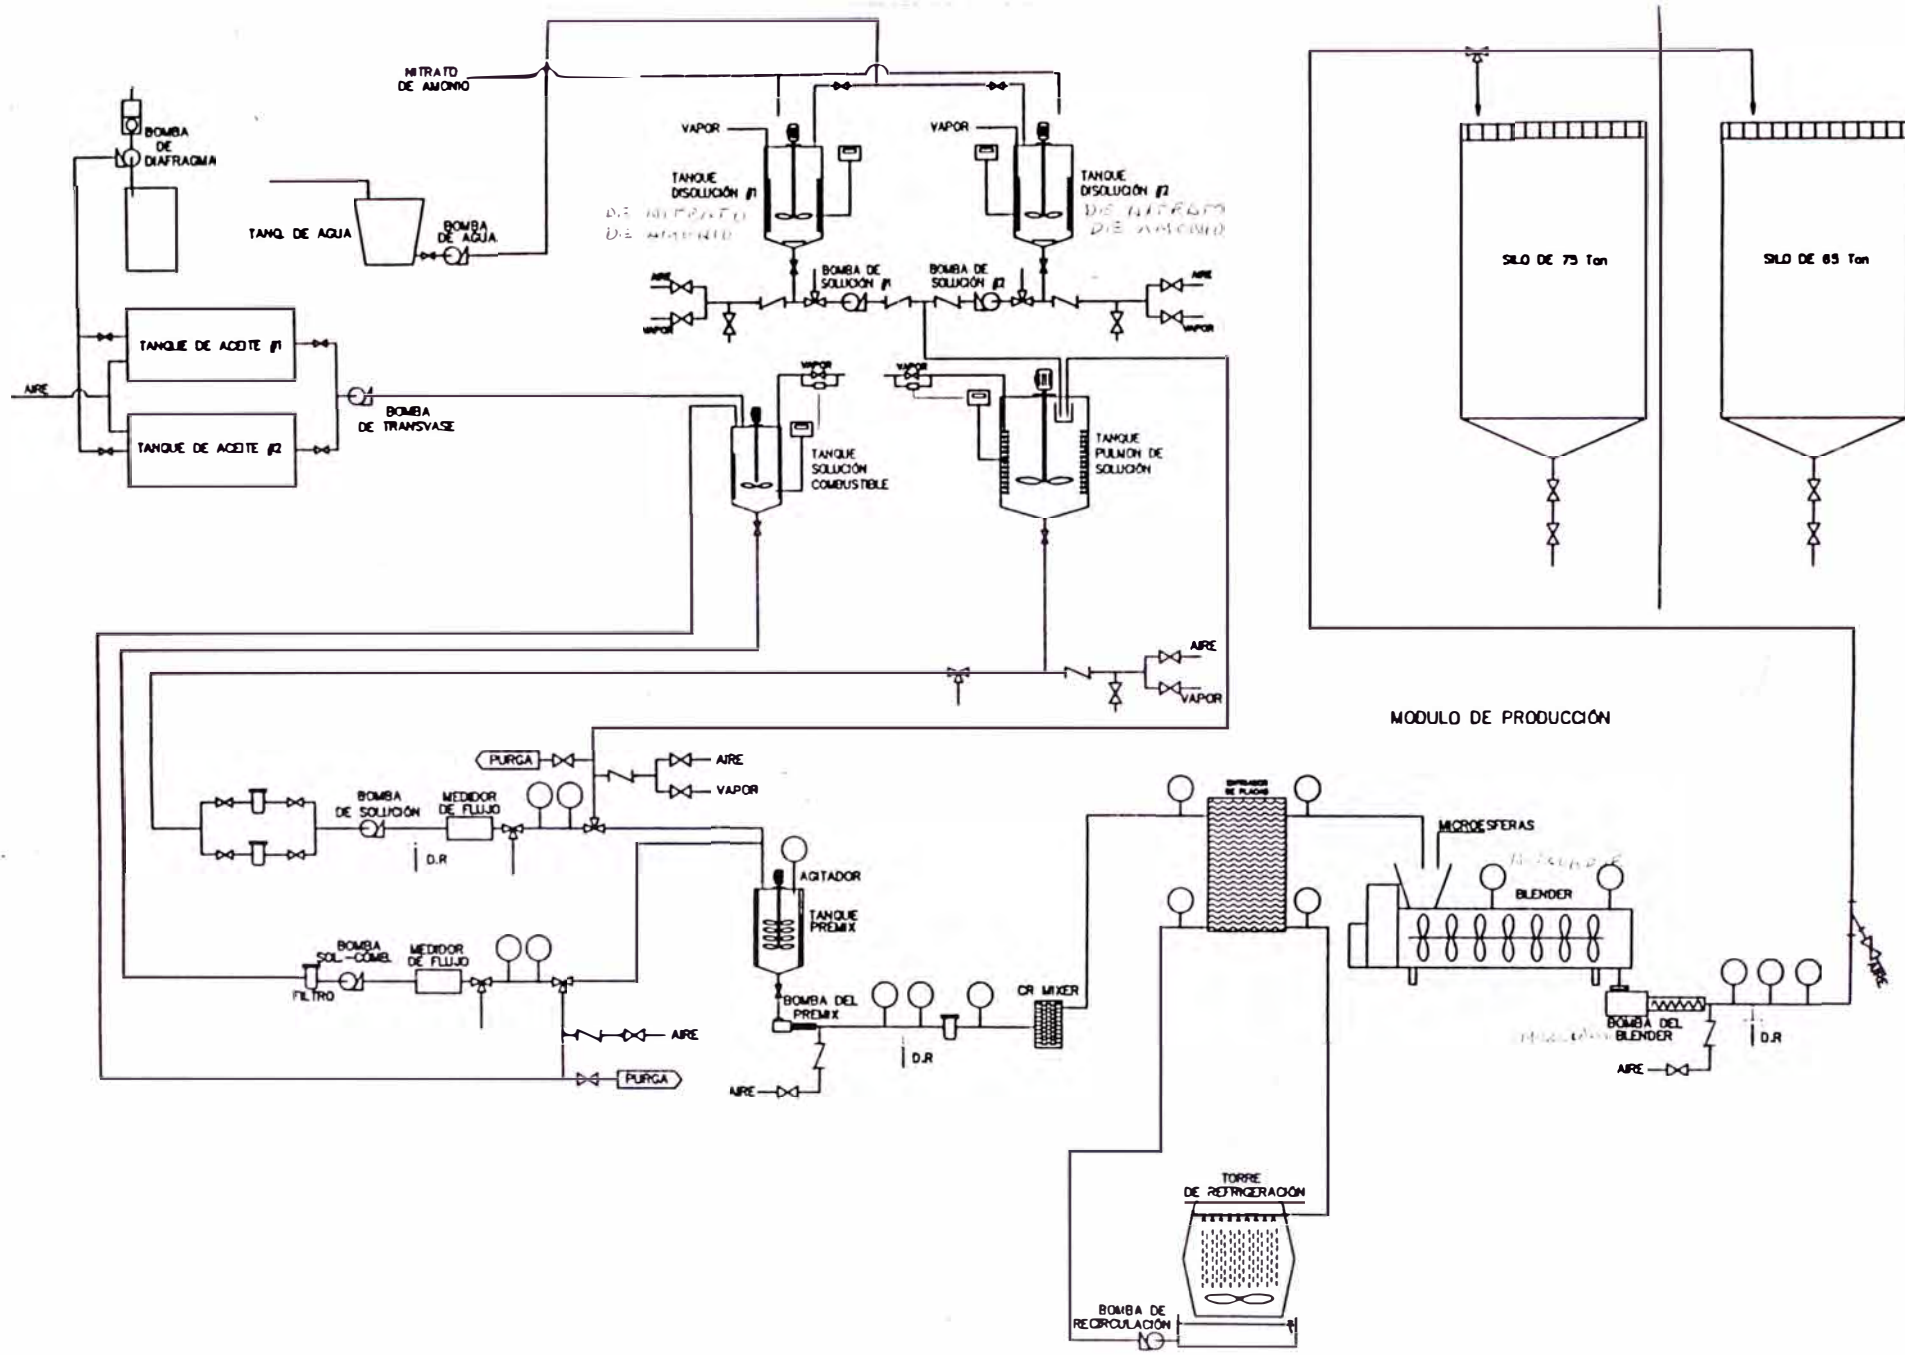 NITRATO
DE AMONIO
BOMBA
DE
DIAFRAGMA
VAPOR
VAPOR
TANQUE
DISOLUCIÓN #1
DE NITRATO
DE AMONIO
TANQUE
DISOLUCIÓN #2
DE NITRATO
DE AMONIO
TANQ. DE AGUA
BOMBA
DE AGUA
SILO DE 75 Ton
SILO DE 65 Ton
AIRE
VAPOR
BOMBA DE
SOLUCIÓN #1
BOMBA DE
SOLUCIÓN #2
AIRE
VAPOR
TANQUE DE ACEITE #1
AIRE
TANQUE DE ACEITE #2
BOMBA
DE TRANSVASE
VAPOR
VAPOR
TANQUE
SOLUCIÓN
COMBUSTIBLE
TANQUE
PULMON DE
SOLUCIÓN
AIRE
VAPOR
MODULO DE PRODUCCIÓN
PURGA
AIRE
VAPOR
BOMBA
DE SOLUCIÓN
MEDIDOR
DE FLUJO
D.R
ENFRIADOR
DE PLACAS
MICROESFERAS
AGITADOR
TANQUE
PREMIX
BLENDER
BOMBA
SOL.-COMB.
MEDIDOR
DE FLUJO
FILTRO
BOMBA DEL
PREMIX
CR MIXER
AIRE
D.R
AIRE
PURGA
AIRE
BOMBA DEL
BLENDER
D.R
AIRE
TORRE
DE REFRIGERACIÓN
BOMBA DE
RECIRCULACIÓN